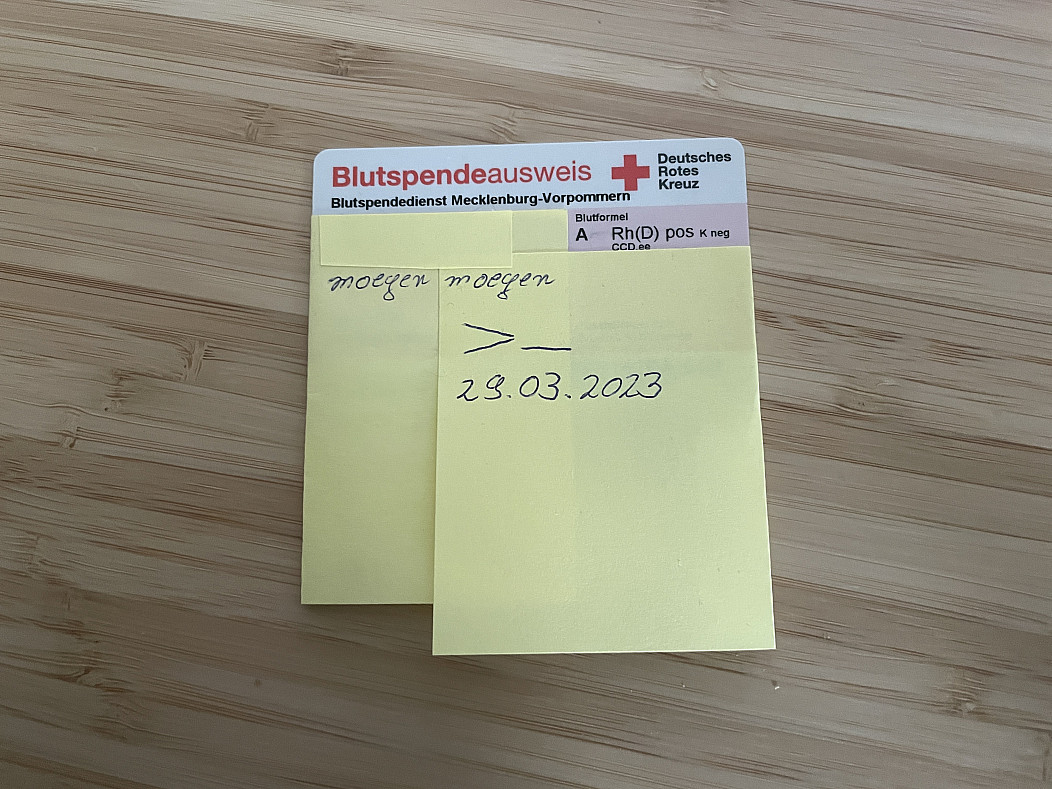 Blutspendeausweis
Deutsches
Rotes
Kreuz
Blutspendedienst Mecklenburg-Vorpommern
Blutformel
A Rh(D) pos K neg
CCD.ee
moegen moegen
>_
29.03.2023